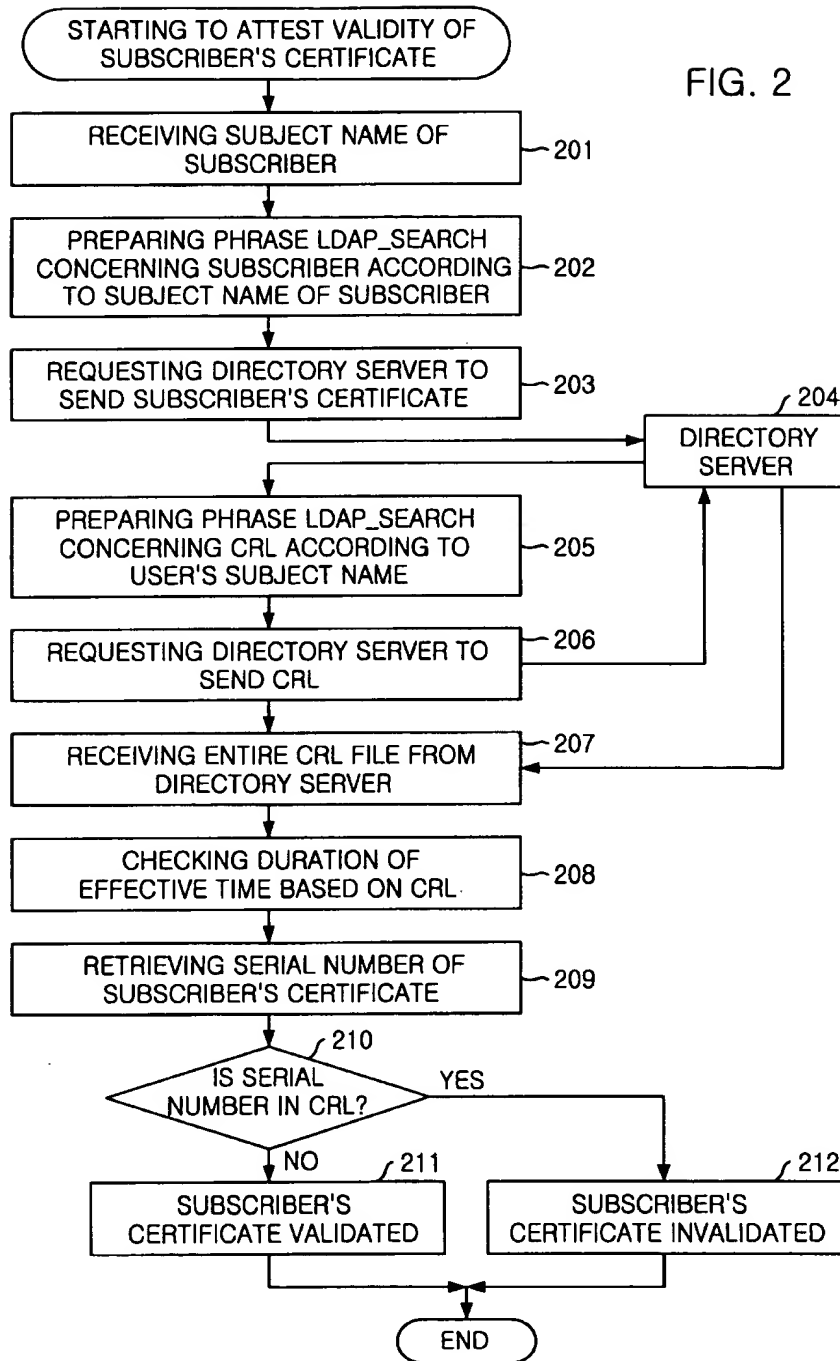 STARTING TO ATTEST VALIDITY OF
SUBSCRIBER'S CERTIFICATE
FIG. 2
RECEIVING SUBJECT NAME OF
SUBSCRIBER
201
PREPARING PHRASE LDAP_SEARCH
CONCERNING SUBSCRIBER ACCORDING
TO SUBJECT NAME OF SUBSCRIBER
202
REQUESTING DIRECTORY SERVER TO
SEND SUBSCRIBER'S CERTIFICATE
203
204
DIRECTORY
SERVER
PREPARING PHRASE LDAP_SEARCH
CONCERNING CRL ACCORDING TO
USER'S SUBJECT NAME
205
REQUESTING DIRECTORY SERVER TO
SEND CRL
206
RECEIVING ENTIRE CRL FILE FROM
DIRECTORY SERVER
207
CHECKING DURATION OF
EFFECTIVE TIME BASED ON CRL
208
RETRIEVING SERIAL NUMBER OF
SUBSCRIBER'S CERTIFICATE
209
210
IS SERIAL
NUMBER IN CRL?
YES
NO
211
SUBSCRIBER'S
CERTIFICATE VALIDATED
212
SUBSCRIBER'S
CERTIFICATE INVALIDATED
END